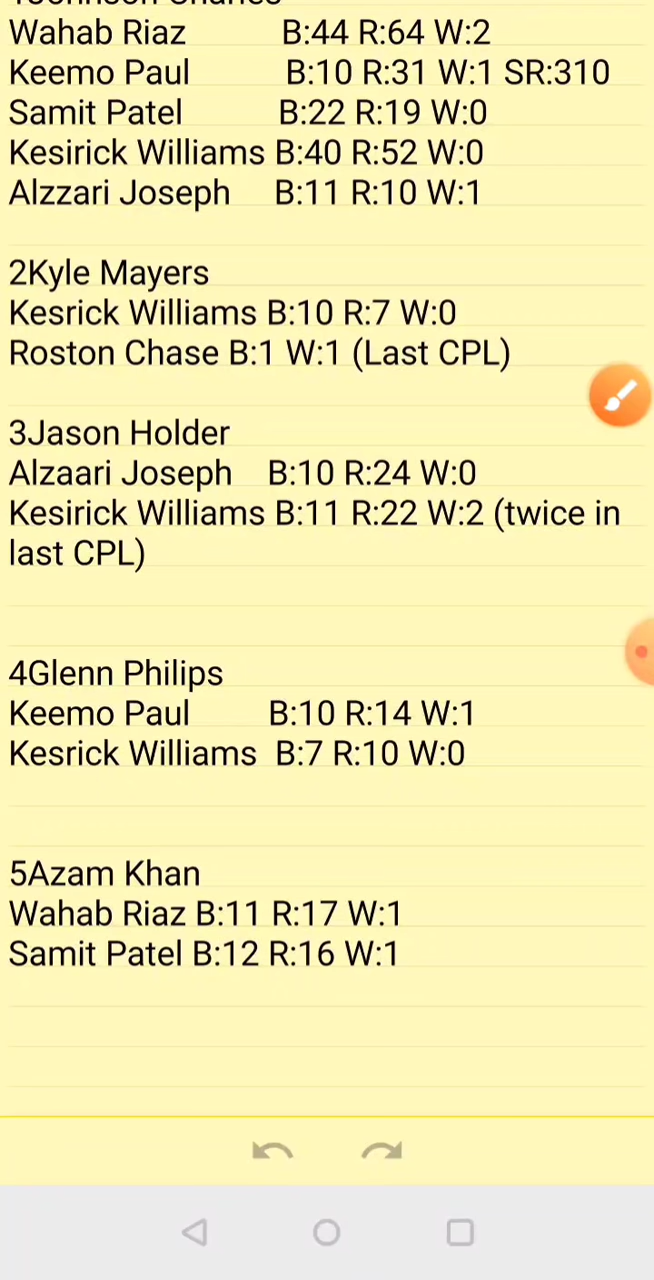 Wahab Riaz B:44 R:64 W:2
Keemo Paul B:10 R:31 W:1 SR:310
Samit Patel B:22 R:19 W:0
Kesirick Williams B:40 R:52 W:0
Alzzari Joseph B:11 R:10 W:1
2Kyle Mayers
Kesrick Williams B:10 R:7 W:0
Roston Chase B:1 W:1 (Last CPL)
3Jason Holder
Alzaari Joseph B:10 R:24 W:0
Kesirick Williams B:11 R:22 W:2 (twice in
last CPL)
4Glenn Philips
Keemo Paul B:10 R:14 W:1
Kesrick Williams B:7 R:10 W:0
5Azam Khan
Wahab Riaz B:11 R:17 W:1
Samit Patel B:12 R:16 W:1